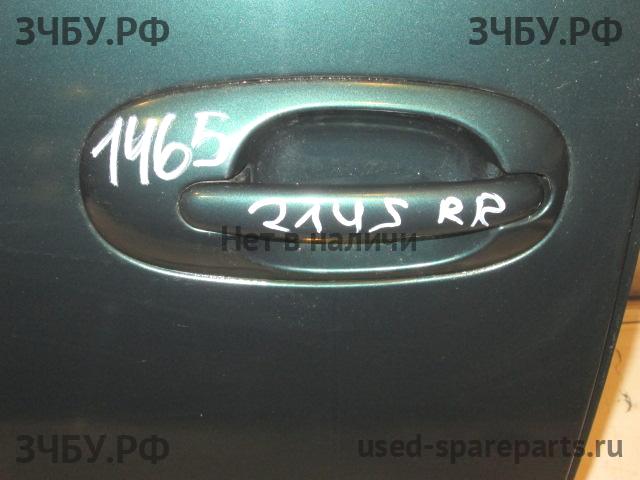 ЗЧБУ.РФ ЗЧБУ.РФ
1465
2145 RR
Нет в наличи
ЗЧБУ.РФ used-spareparts.ru